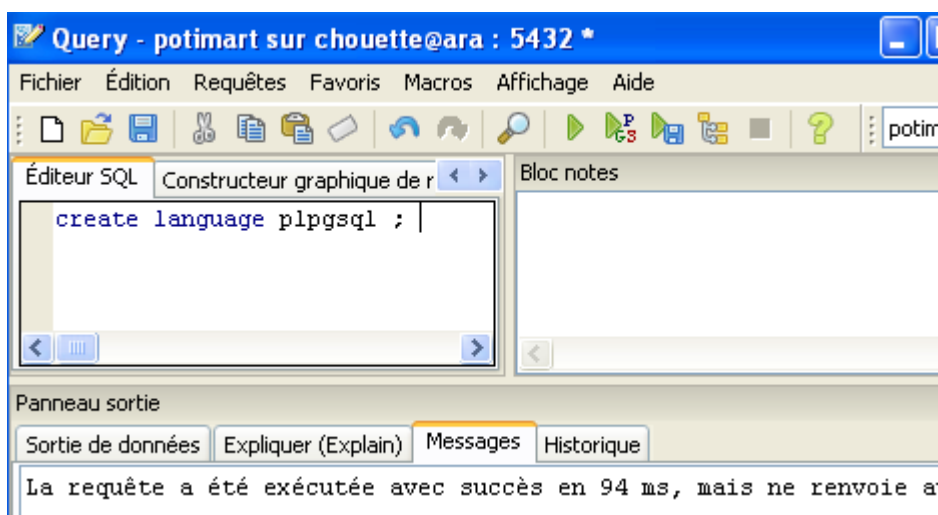 Query - potimart sur chouette@ara : 5432 *
Fichier Édition Requêtes Favoris Macros Affichage Aide
potim
Éditeur SQL Constructeur graphique de r
Bloc notes
create language plpgsql ;
Panneau sortie
Sortie de données Expliquer (Explain) Messages Historique
La requête a été exécutée avec succès en 94 ms, mais ne renvoie a